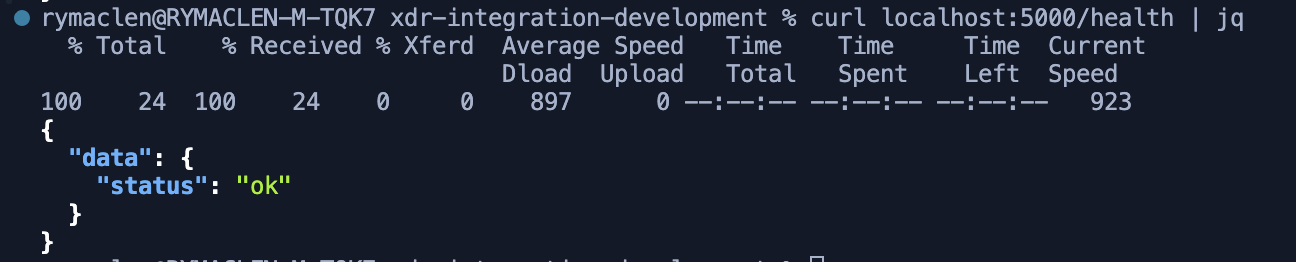 rymaclen@RYMACLEN-M-TQK7 xdr-integration-development % curl localhost:5000/health | jq
  % Total    % Received % Xferd  Average Speed   Time    Time     Time  Current
                                 Dload  Upload   Total   Spent    Left  Speed
100    24  100    24    0     0    897      0 --:--:-- --:--:-- --:--:--   923
{
  "data": {
    "status": "ok"
  }
}